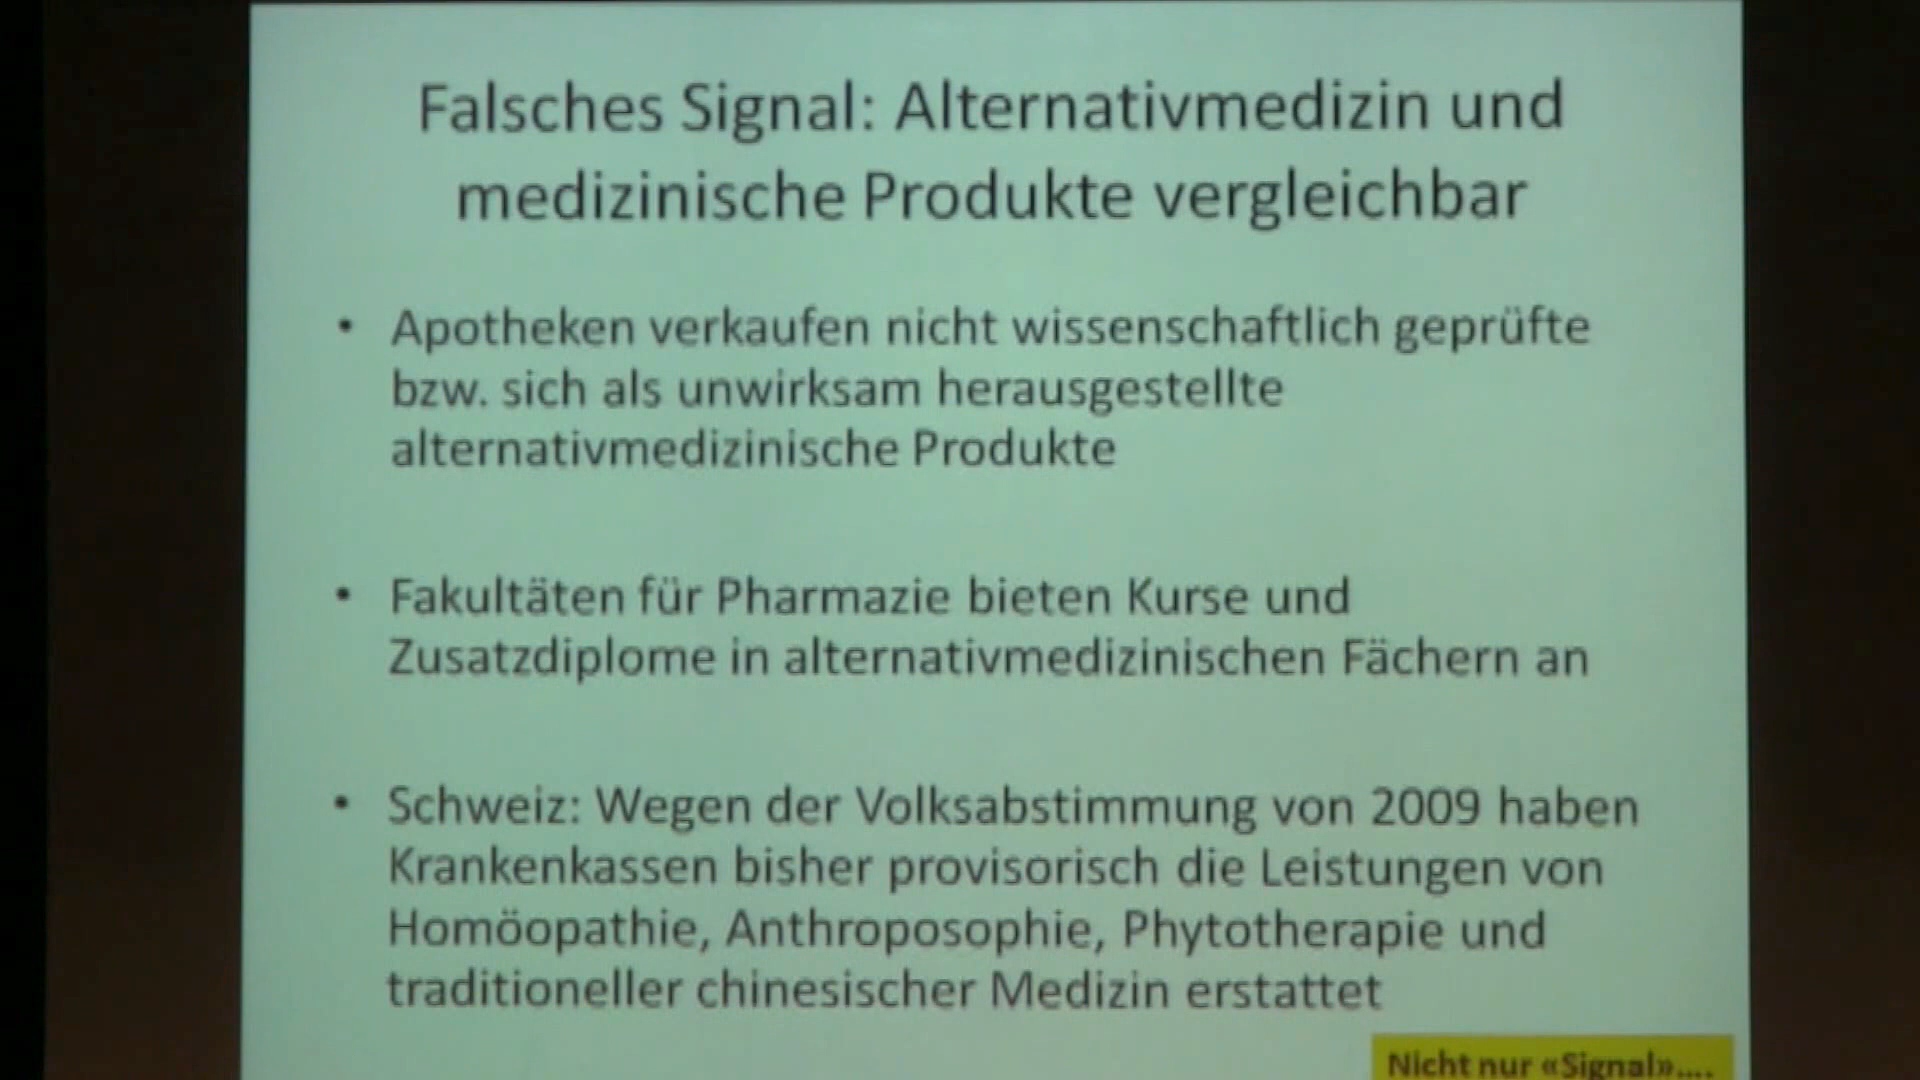 Falsches Signal: Alternativmedizin und
medizinische Produkte vergleichbar
• Apotheken verkaufen nicht wissenschaftlich geprüfte
bzw. sich als unwirksam herausgestellte
alternativmedizinische Produkte
• Fakultäten für Pharmazie bieten Kurse und
Zusatzdiplome in alternativmedizinischen Fächern an
• Schweiz: Wegen der Volksabstimmung von 2009 haben
Krankenkassen bisher provisorisch die Leistungen von
Homöopathie, Anthroposophie, Phytotherapie und
traditioneller chinesischer Medizin erstattet
Nicht nur «Signal»....